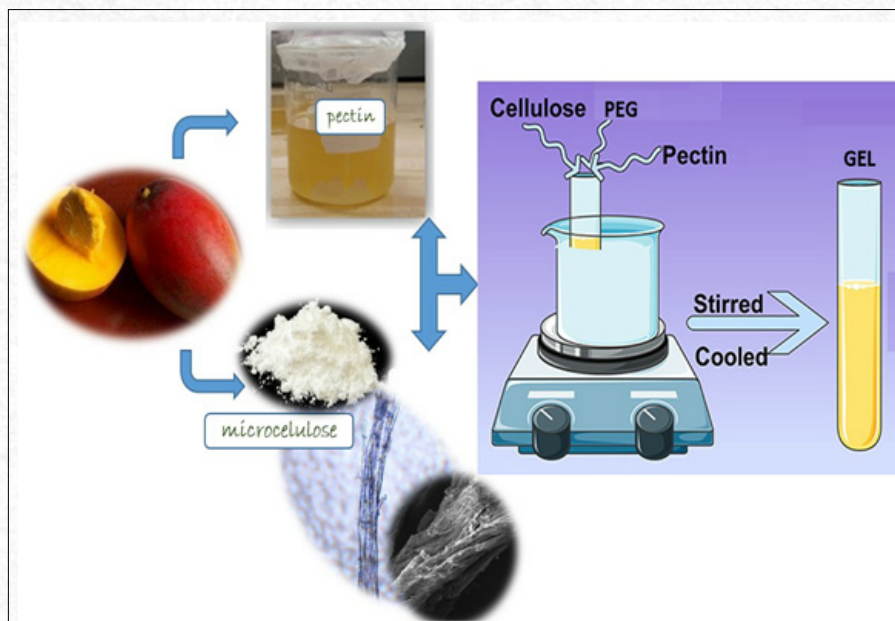 pectin
microcelulose
Cellulose PEG
Pectin
GEL
Stirred
Cooled